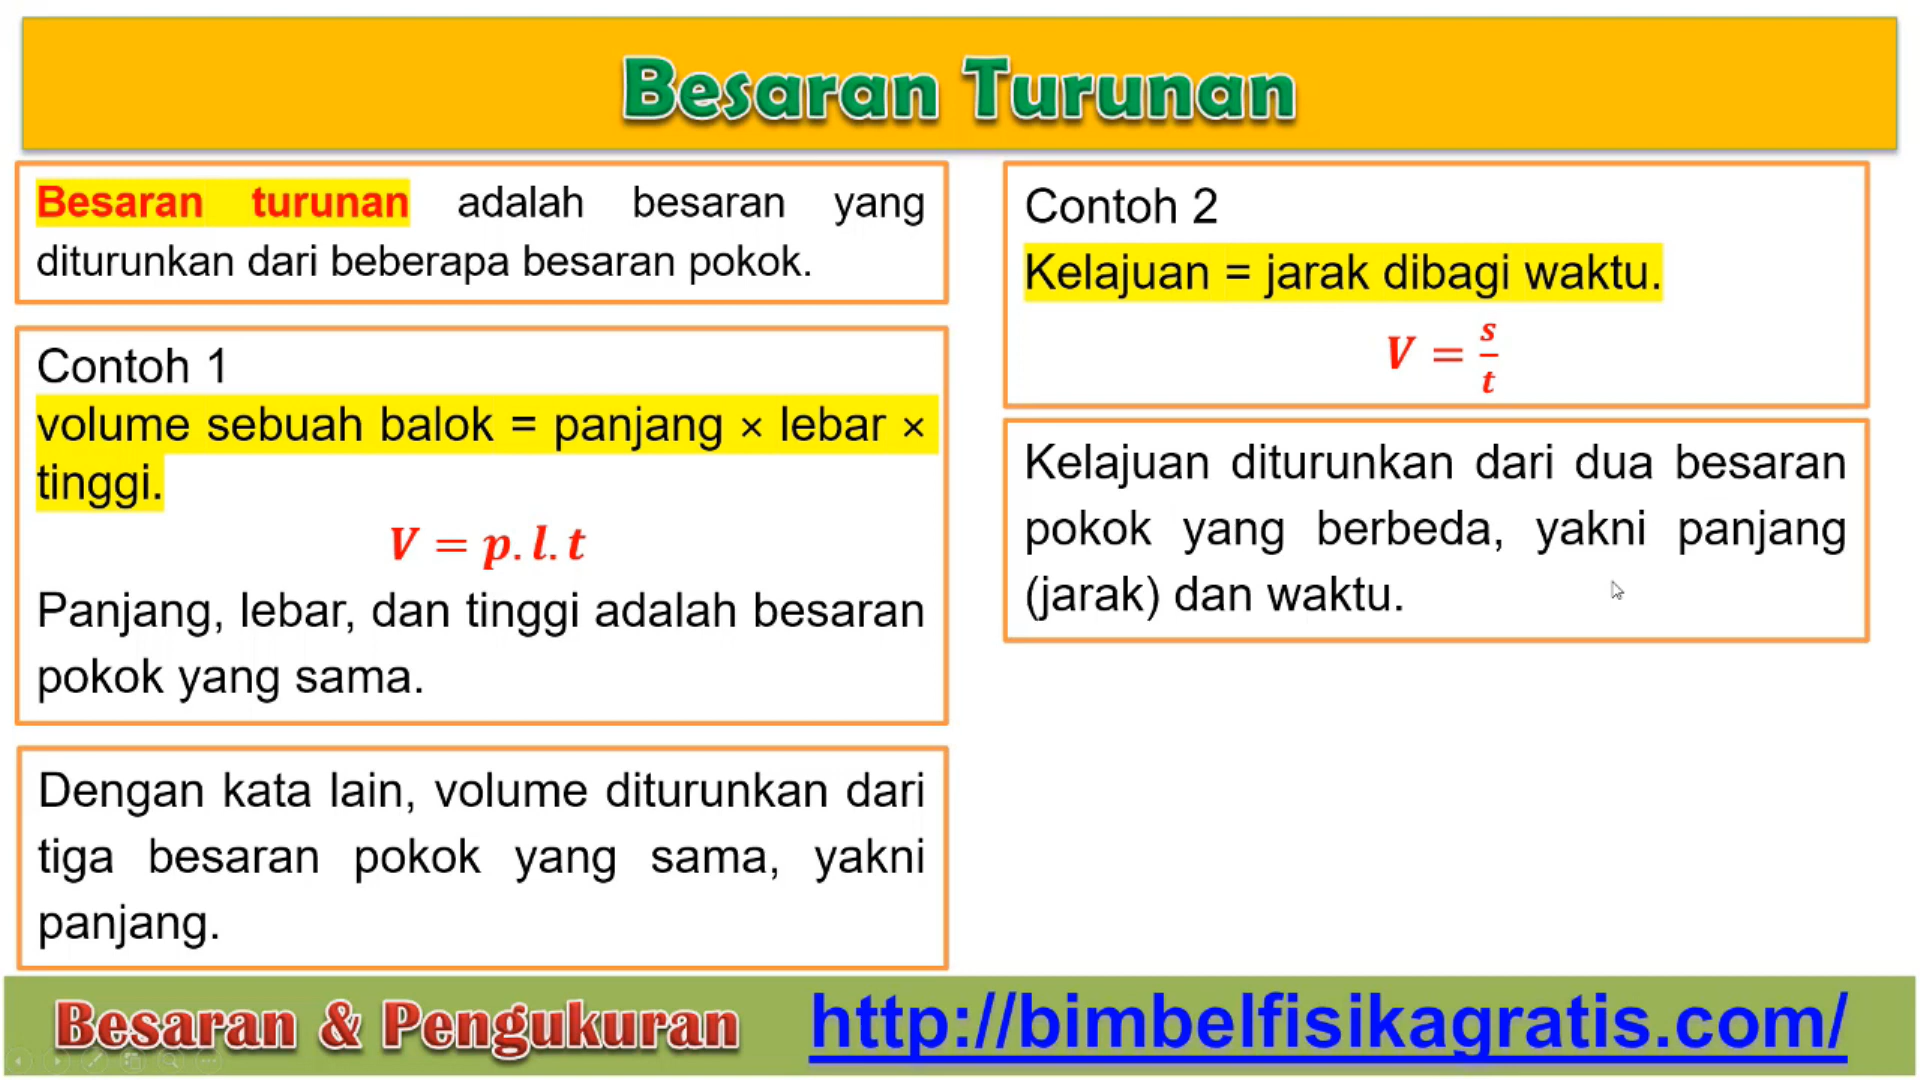 Besaran Turunan
Besaran turunan adalah besaran yang
diturunkan dari beberapa besaran pokok.
Contoh 1
volume sebuah balok = panjang × lebar ×
tinggi.
V = p.l.t
Panjang, lebar, dan tinggi adalah besaran
pokok yang sama.
Dengan kata lain, volume diturunkan dari
tiga besaran pokok yang sama, yakni
panjang.
Contoh 2
Kelajuan = jarak dibagi waktu.
V = s/t
Kelajuan diturunkan dari dua besaran
pokok yang berbeda, yakni panjang
(jarak) dan waktu.
Besaran & Pengukuran
http://bimbelfisikagratis.com/